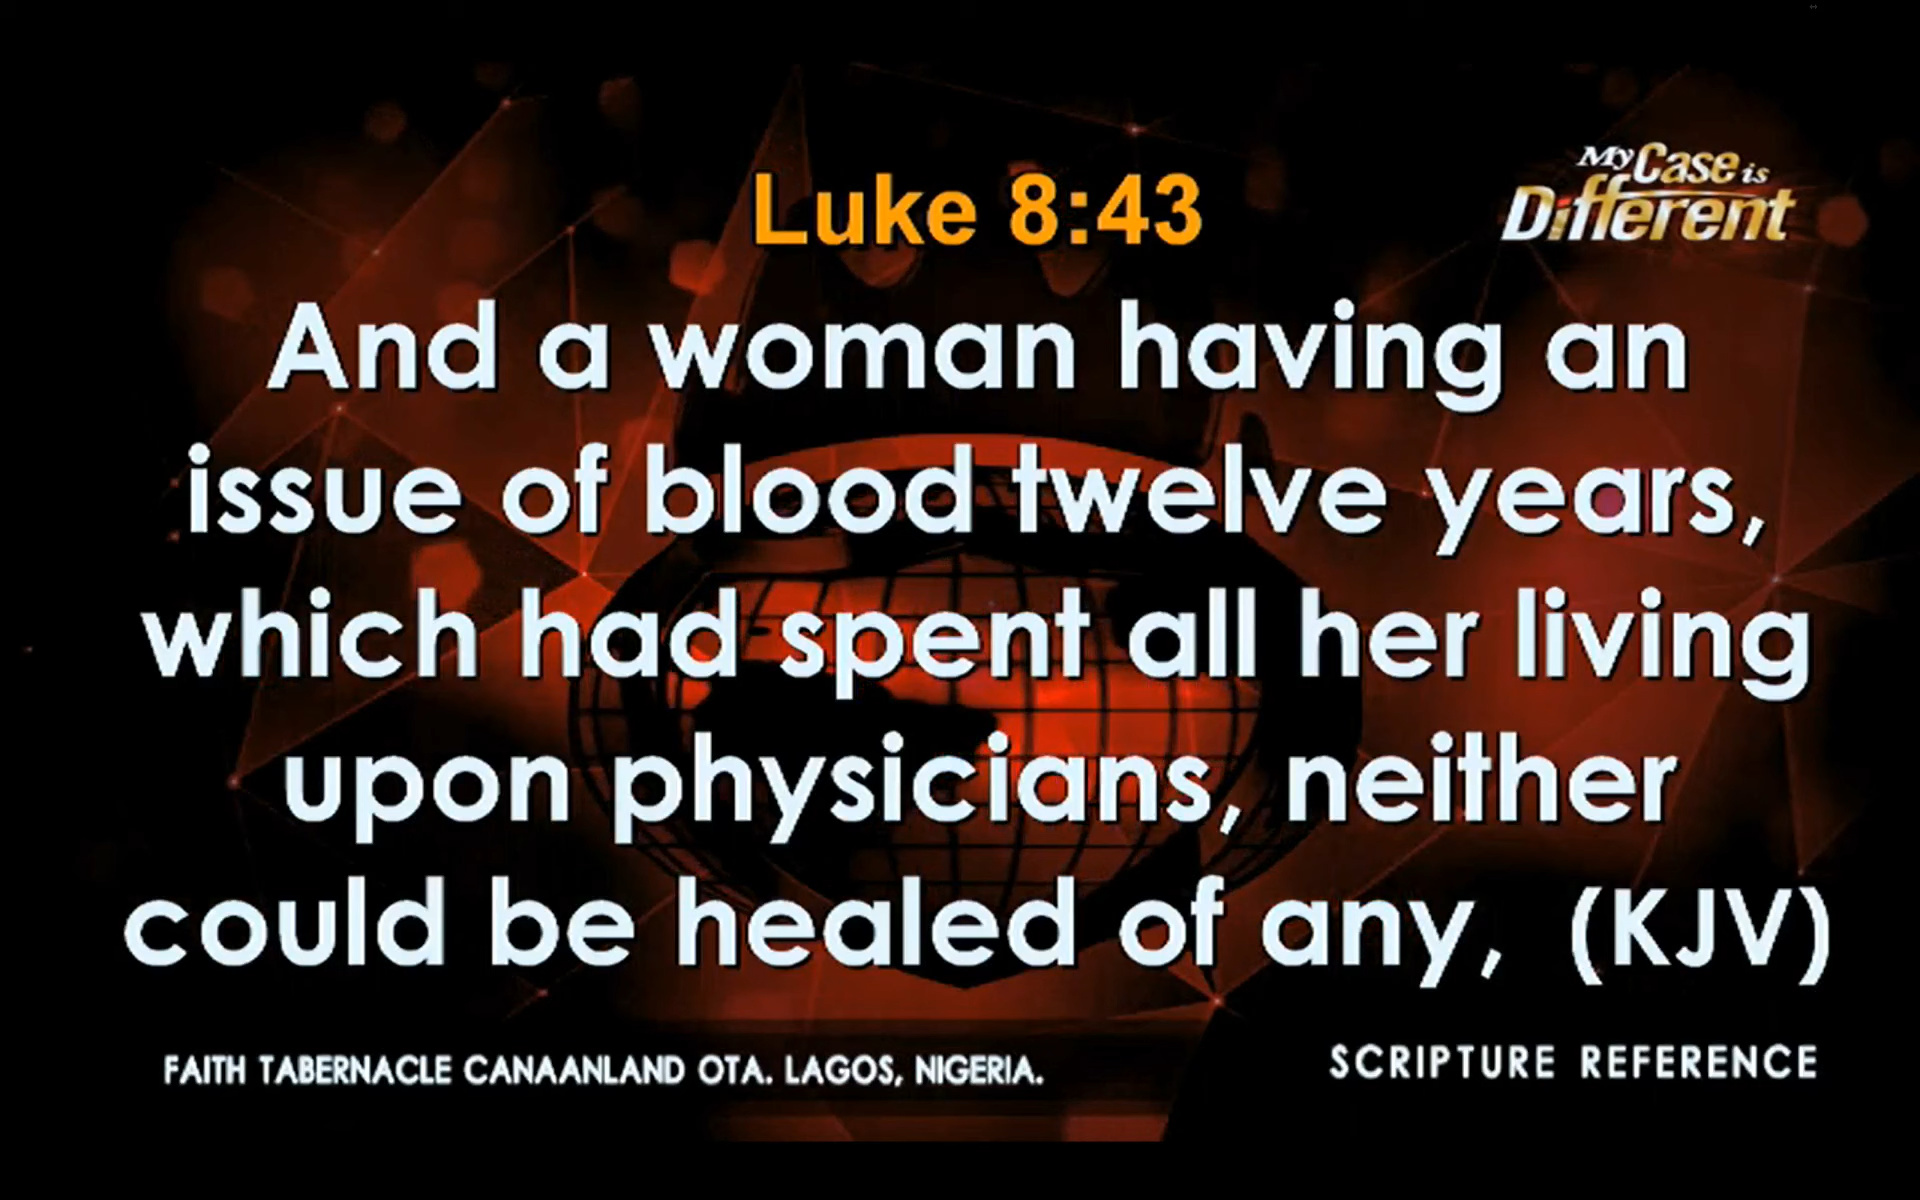 My Case is
Different
Luke 8:43
And a woman having an
issue of blood twelve years,
which had spent all her living
upon physicians, neither
could be healed of any, (KJV)
FAITH TABERNACLE CANAANLAND OTA. LAGOS, NIGERIA.
SCRIPTURE REFERENCE